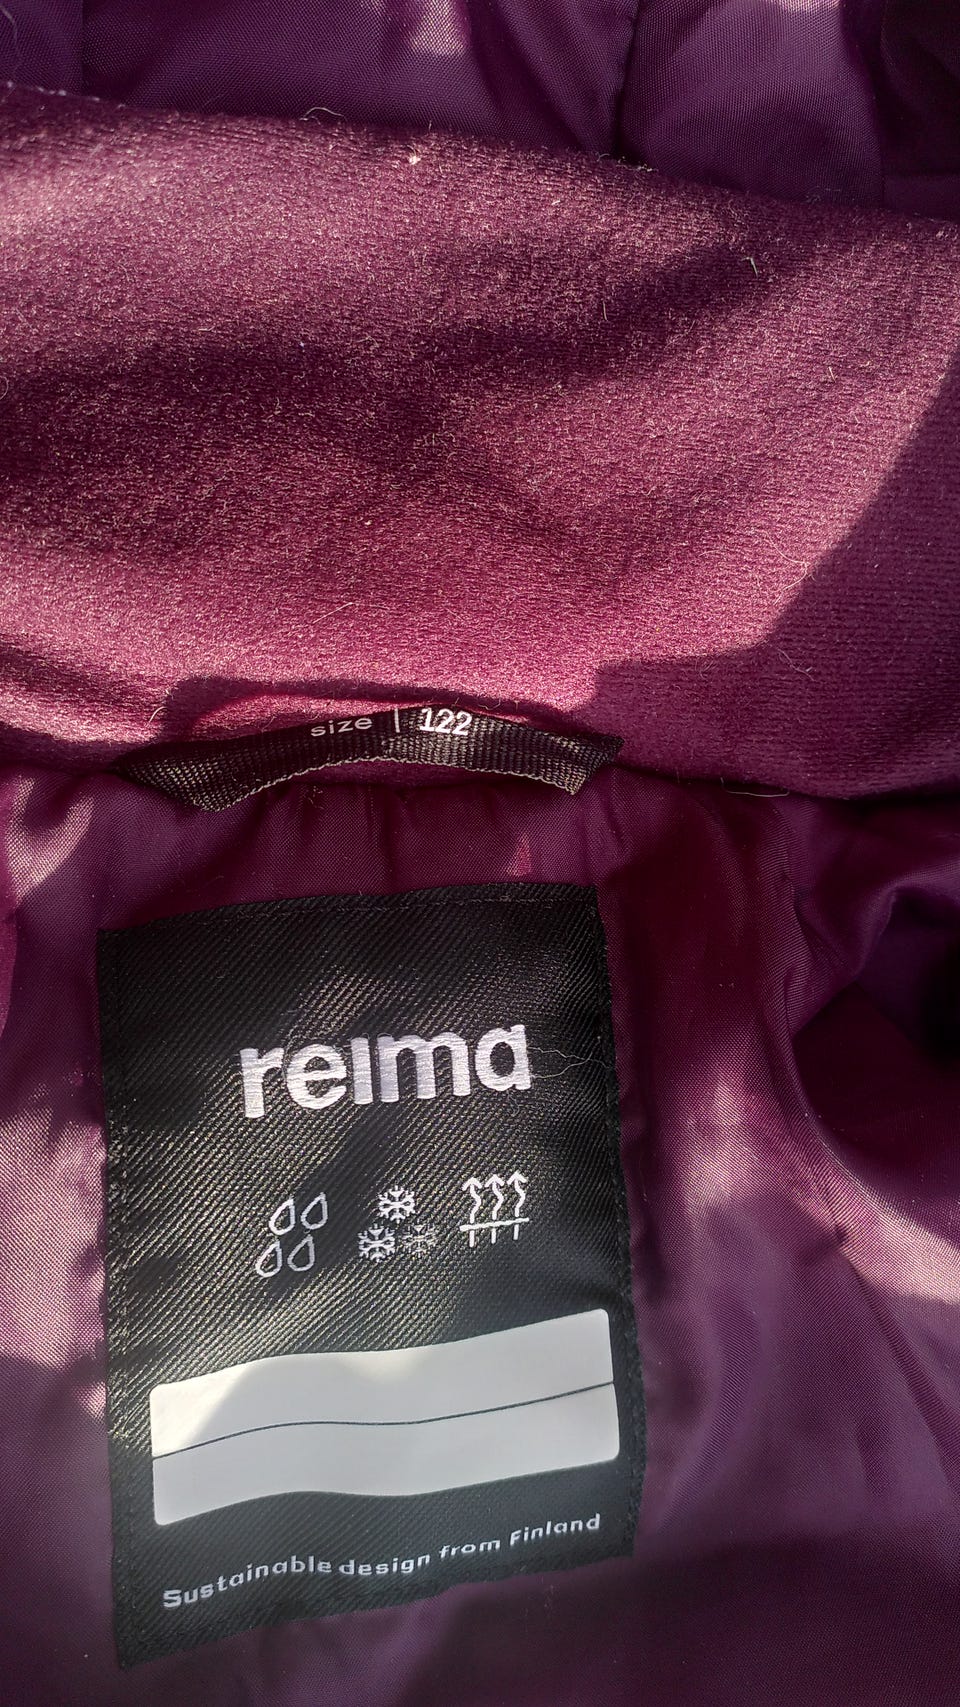 size | 122
reima
Sustainable design from Finland